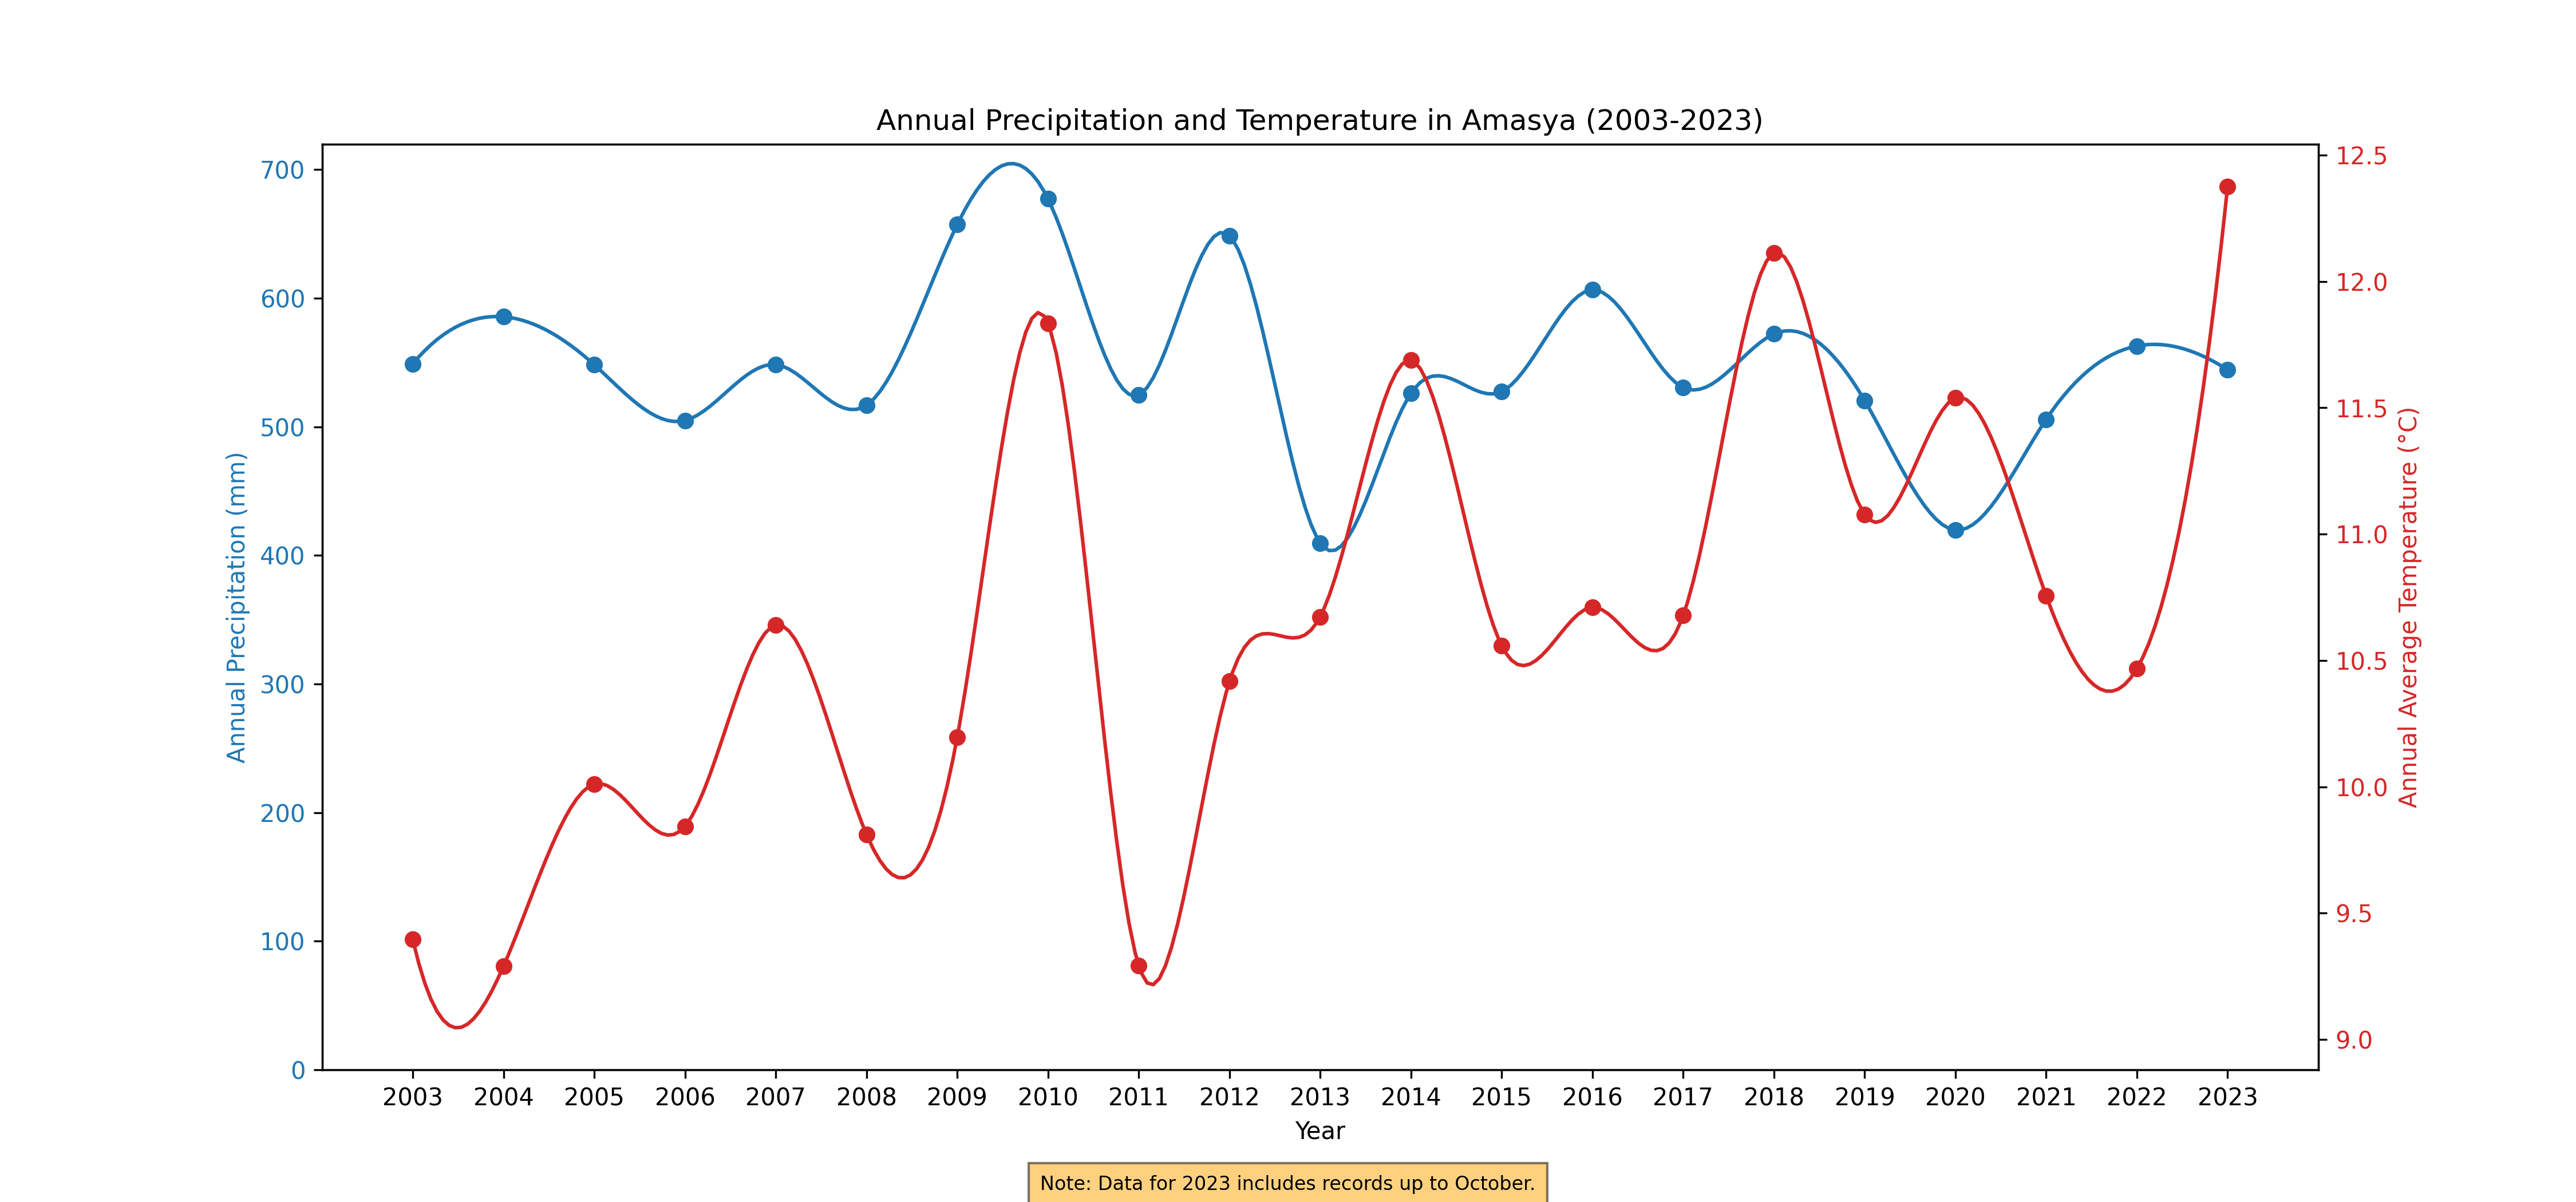 Annual Precipitation and Temperature in Amasya (2003-2023)
Annual Precipitation (mm)
700
600
500
400
300
200
100
0
12.5
12.0
11.5
11.0
10.5
10.0
9.5
9.0
Annual Average Temperature (°C)
2003 2004 2005 2006 2007 2008 2009 2010 2011 2012 2013 2014 2015 2016 2017 2018 2019 2020 2021 2022 2023
Year
Note: Data for 2023 includes records up to October.